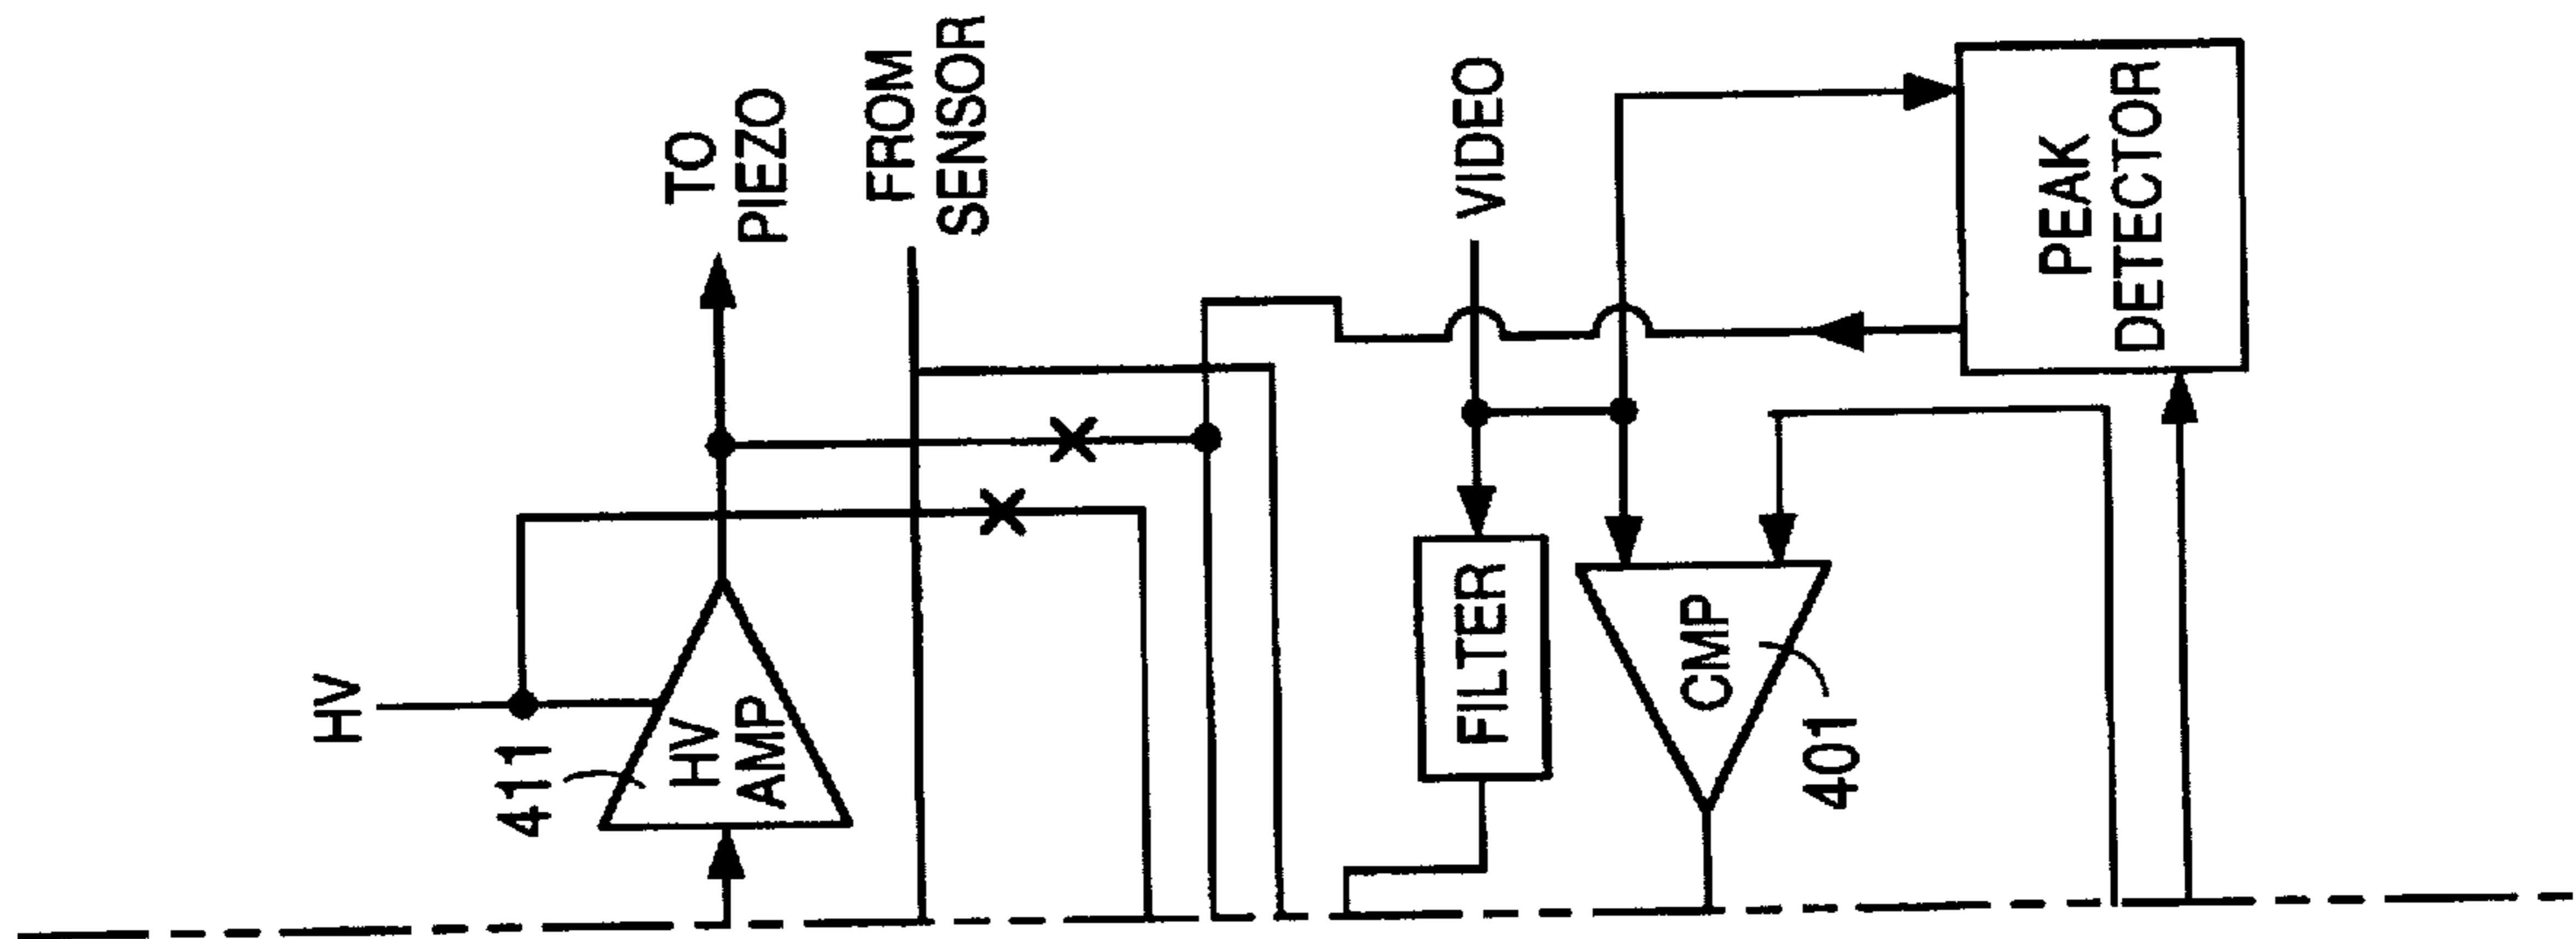 TO
PIEZO
FROM
SENSOR
VIDEO
PEAK
DETECTOR
HV
411
HV
AMP
FILTER
CMP
401